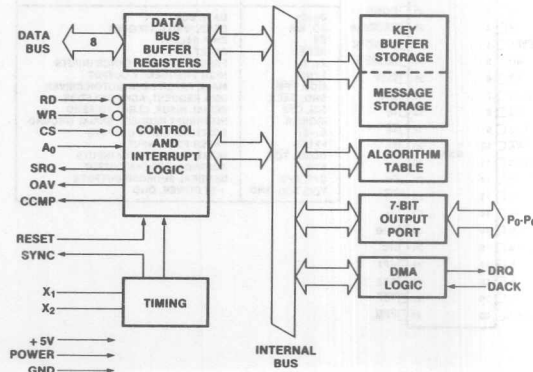 DATA
BUS
8
DATA
BUS
BUFFER
REGISTERS
RD
WR
CS
A0
SRQ
OAV
CCMP
CONTROL
AND
INTERRUPT
LOGIC
RESET
SYNC
X1
X2
TIMING
+5V
POWER
GND
INTERNAL
BUS
KEY
BUFFER
STORAGE
MESSAGE
STORAGE
ALGORITHM
TABLE
7-BIT
OUTPUT
PORT
DMA
LOGIC
DRQ
DACK